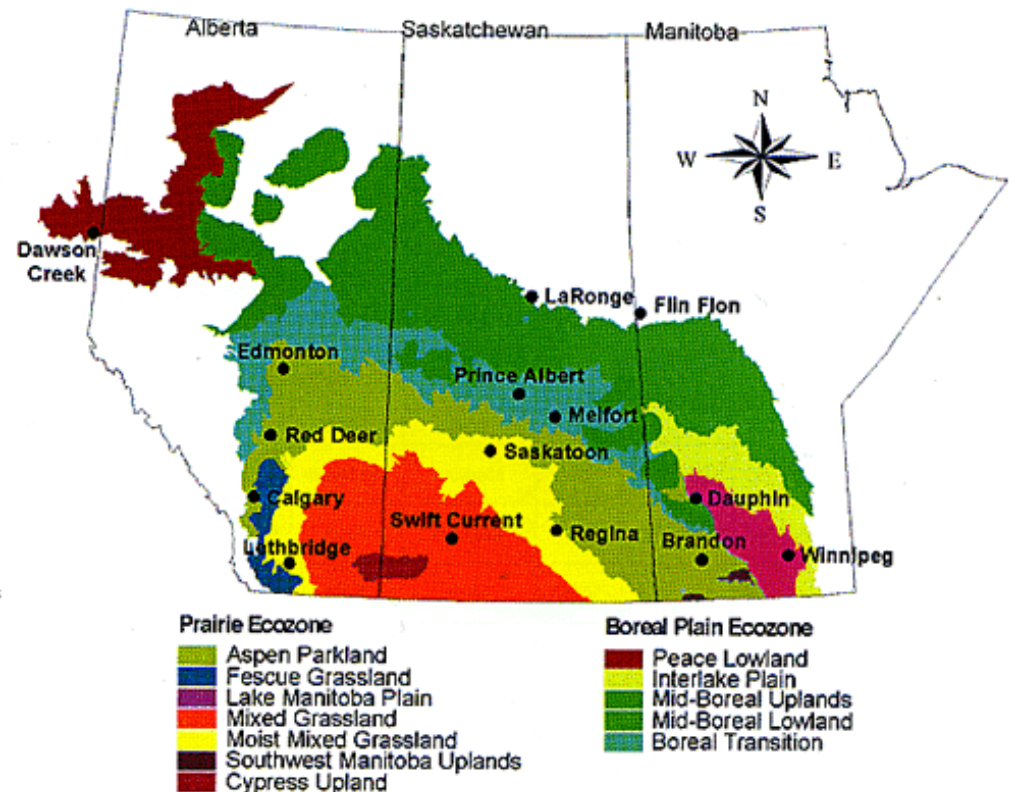 Alberta
Saskatchewan
Manitoba
N
W
E
S
Dawson
Creek
LaRonge
Flin Flon
Edmonton
Prince Albert
Melfort
Red Deer
Saskatoon
Calgary
Dauphin
Swift Current
Regina
Brandon
Lethbridge
Winnipeg
Prairie Ecozone
Aspen Parkland
Fescue Grassland
Lake Manitoba Plain
Mixed Grassland
Moist Mixed Grassland
Southwest Manitoba Uplands
Cypress Upland
Boreal Plain Ecozone
Peace Lowland
Interlake Plain
Mid-Boreal Uplands
Mid-Boreal Lowland
Boreal Transition